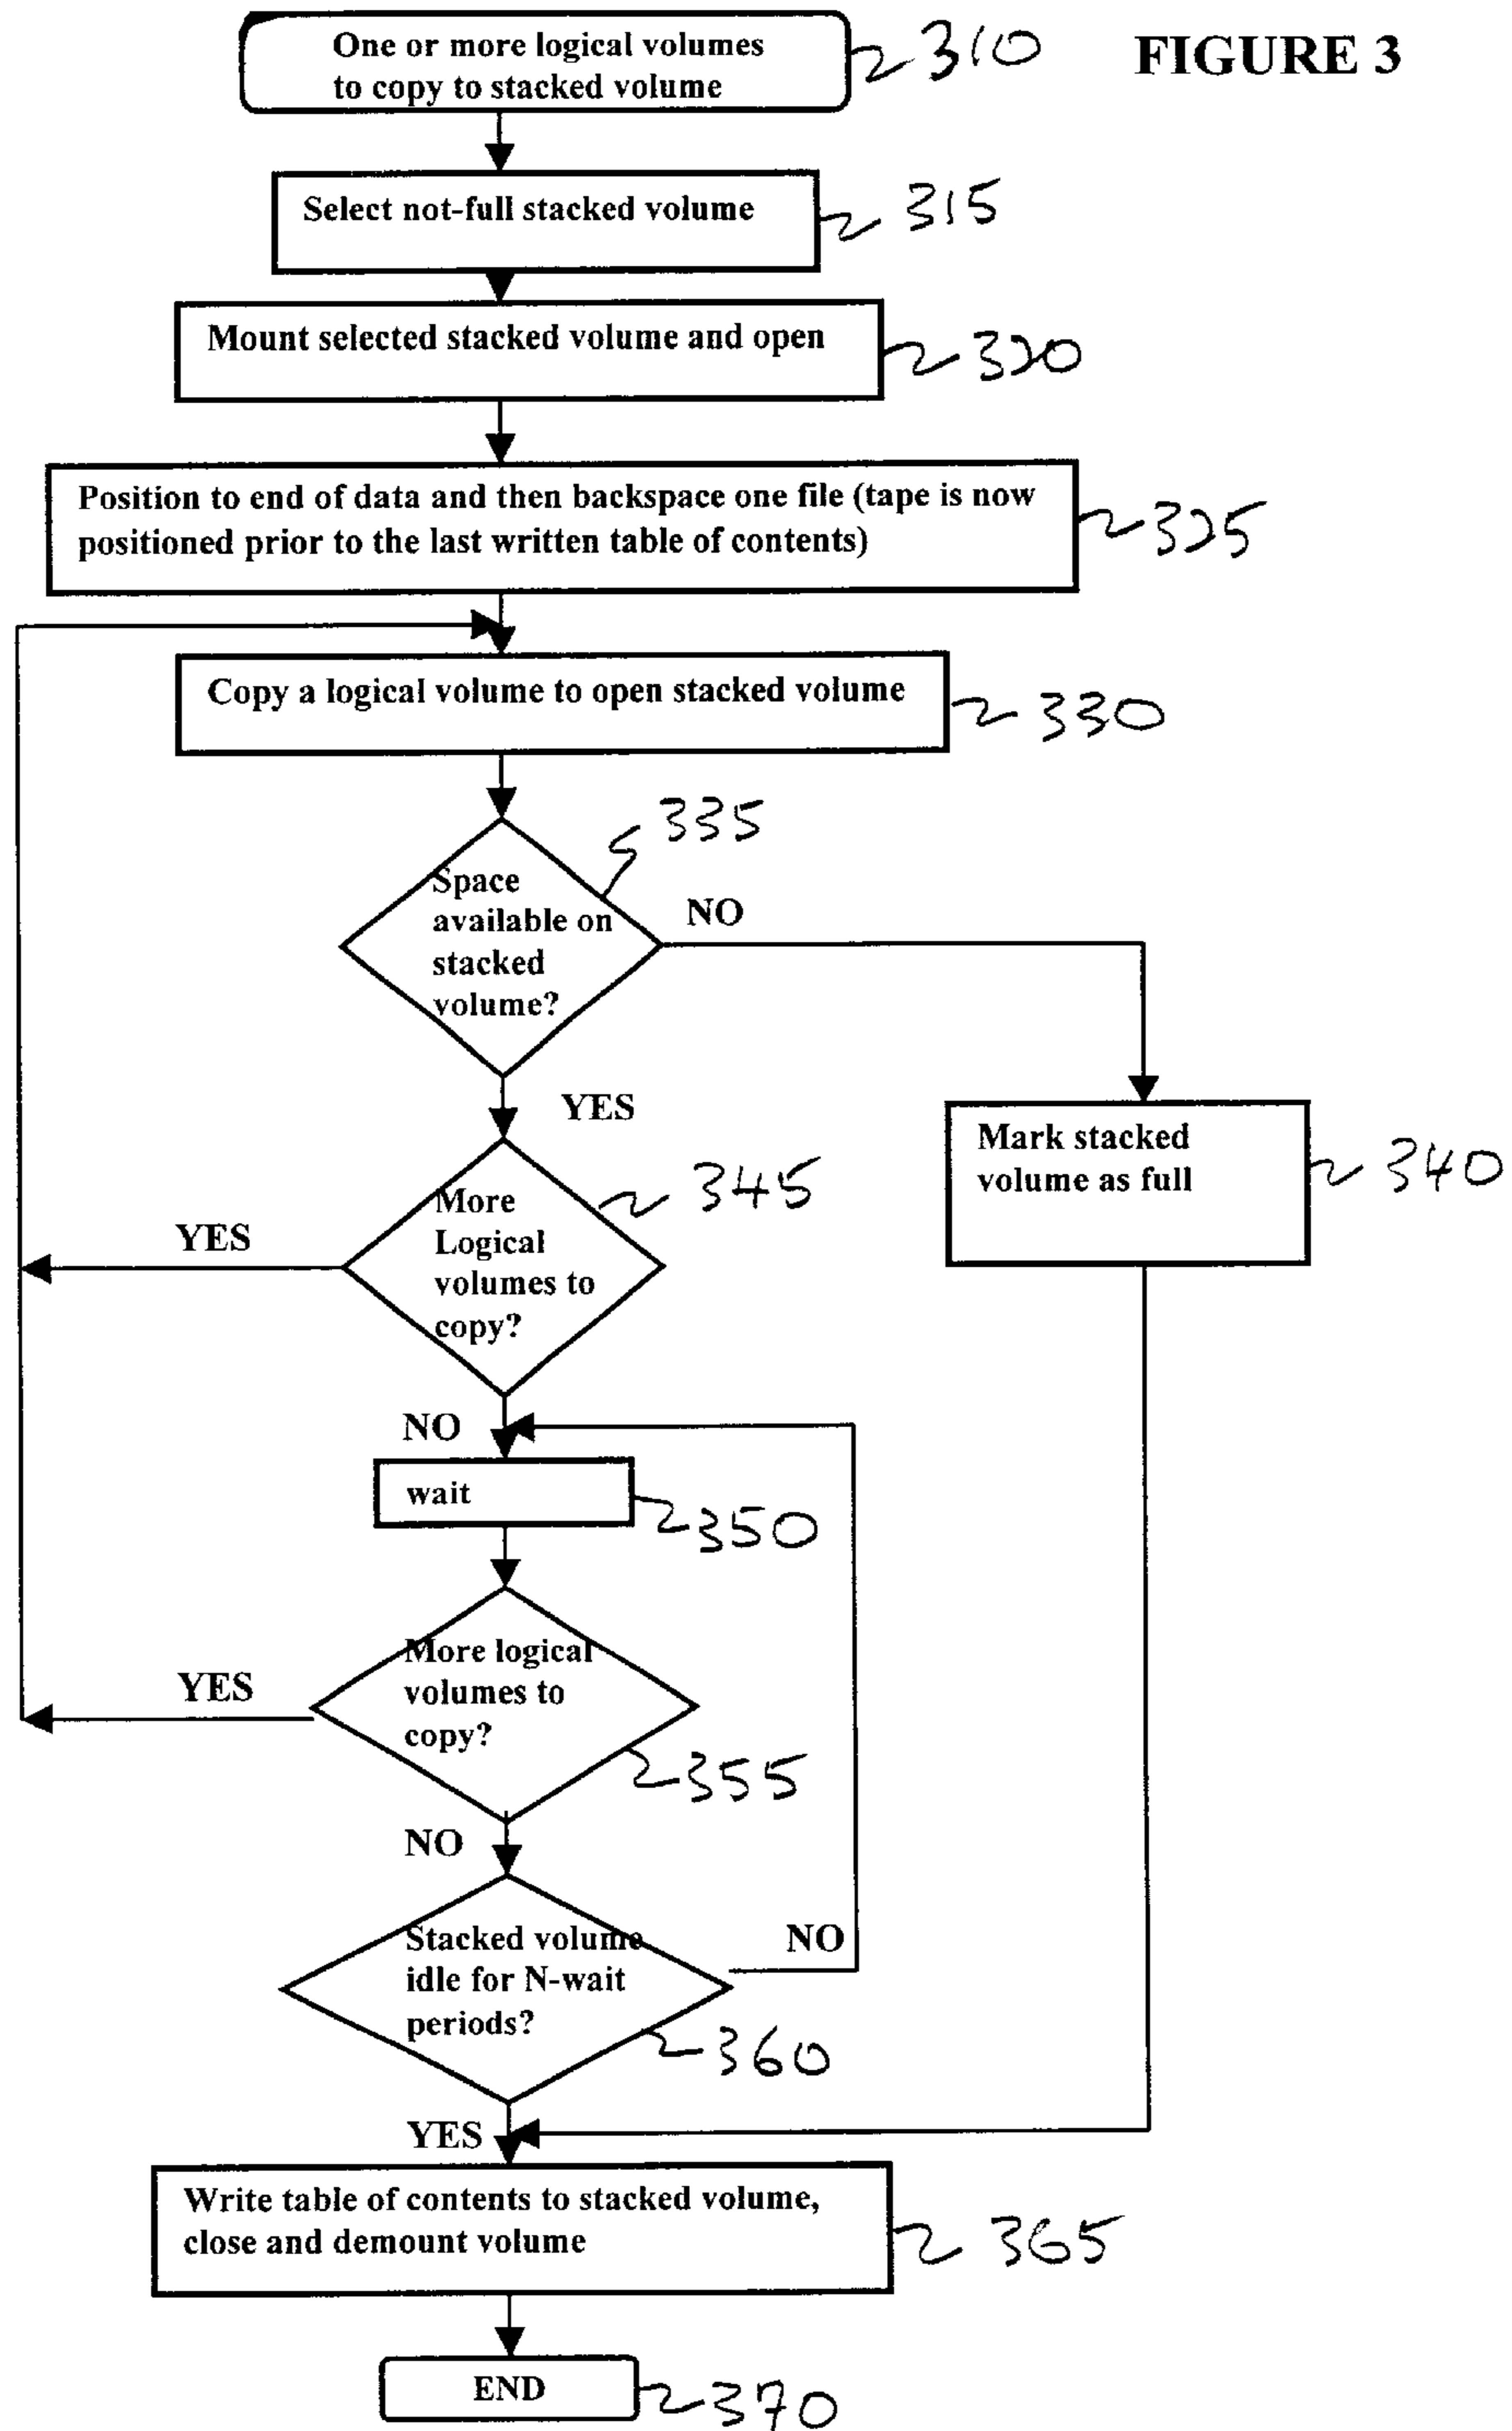 FIGURE 3
One or more logical volumes
to copy to stacked volume
310
Select not-full stacked volume
315
Mount selected stacked volume and open
320
Position to end of data and then backspace one file (tape is now
positioned prior to the last written table of contents)
325
Copy a logical volume to open stacked volume
330
335
Space
available on
stacked
volume?
NO
YES
Mark stacked
volume as full
340
345
More
Logical
volumes to
copy?
YES
NO
wait
350
More logical
volumes to
copy?
YES
355
NO
Stacked volume
idle for N-wait
periods?
NO
360
YES
Write table of contents to stacked volume,
close and demount volume
365
END
370